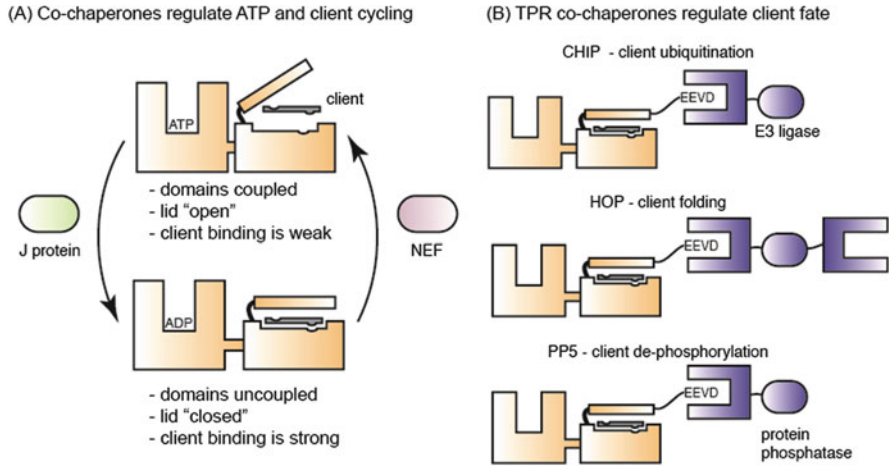 (A) Co-chaperones regulate ATP and client cycling
client
ATP
- domains coupled
- lid "open"
- client binding is weak
J protein
NEF
ADP
- domains uncoupled
- lid "closed"
- client binding is strong
(B) TPR co-chaperones regulate client fate
CHIP - client ubiquitination
EEVD
E3 ligase
HOP - client folding
EEVD
PP5 - client de-phosphorylation
EEVD
protein
phosphatase